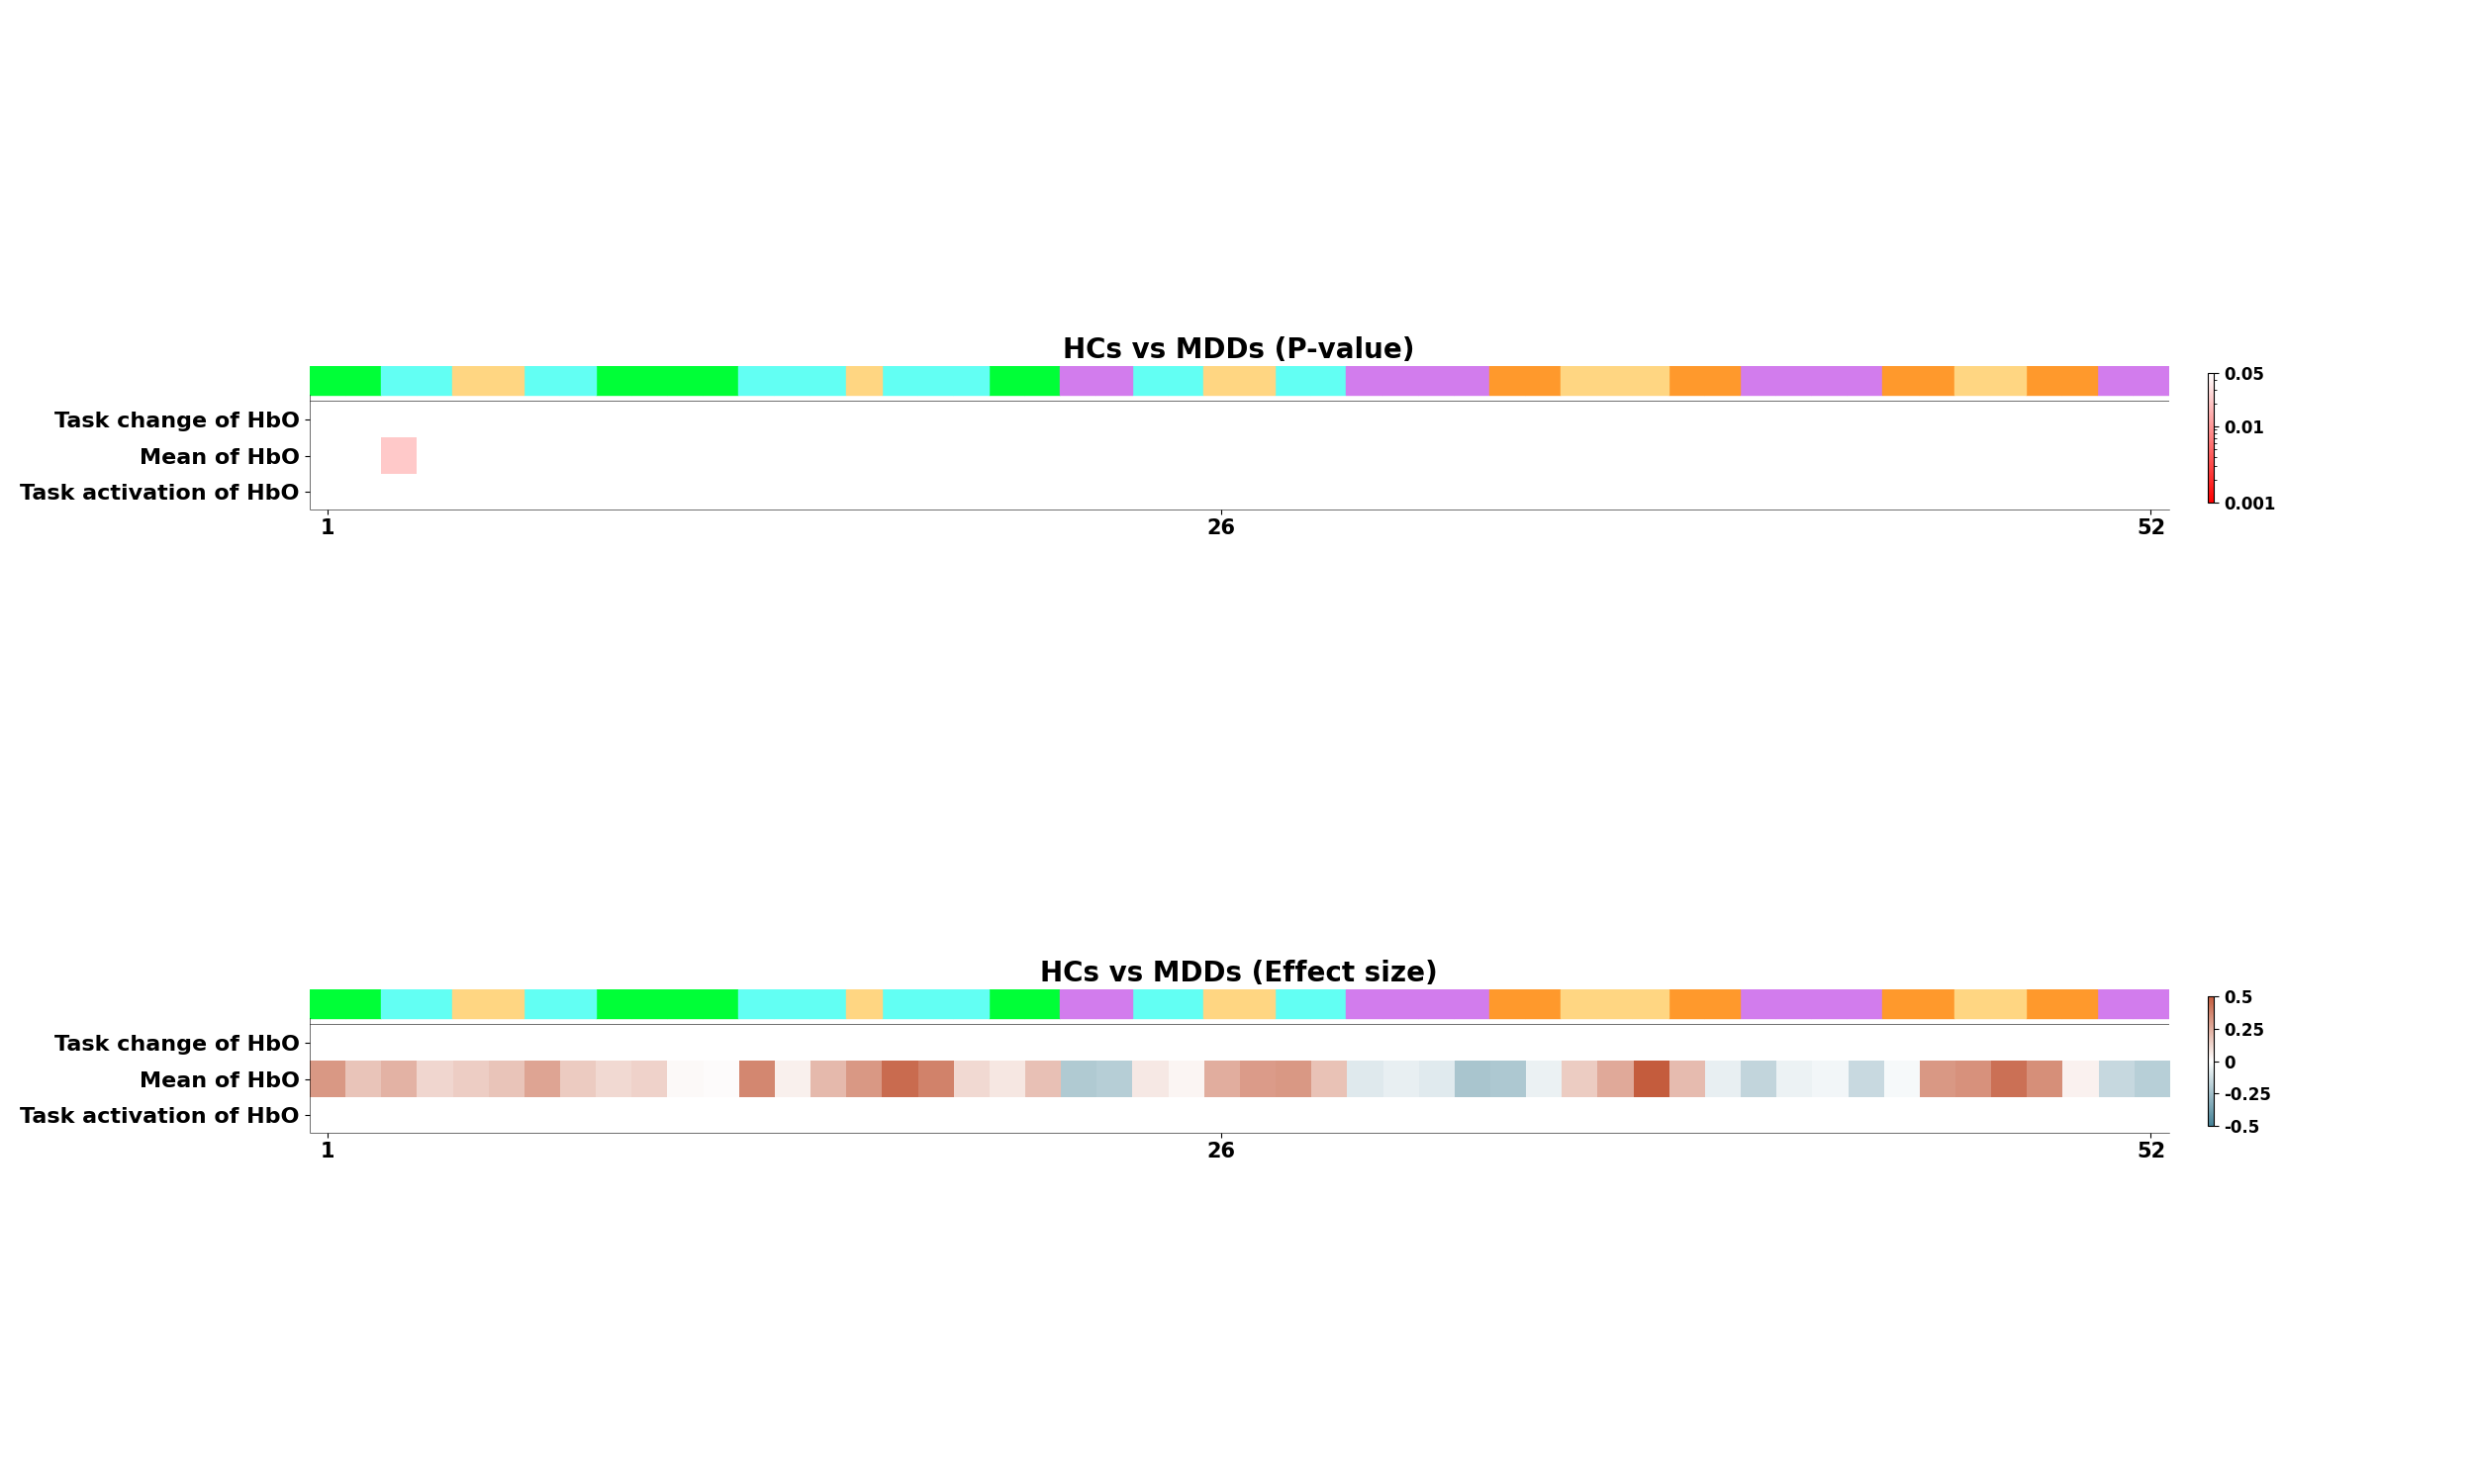 HCs vs MDDs (P-value)
Task change of HbO
Mean of HbO
Task activation of HbO
1 26 52
0.05
0.01
0.001
HCs vs MDDs (Effect size)
Task change of HbO
Mean of HbO
Task activation of HbO
1 26 52
0.5
0.25
0
-0.25
-0.5